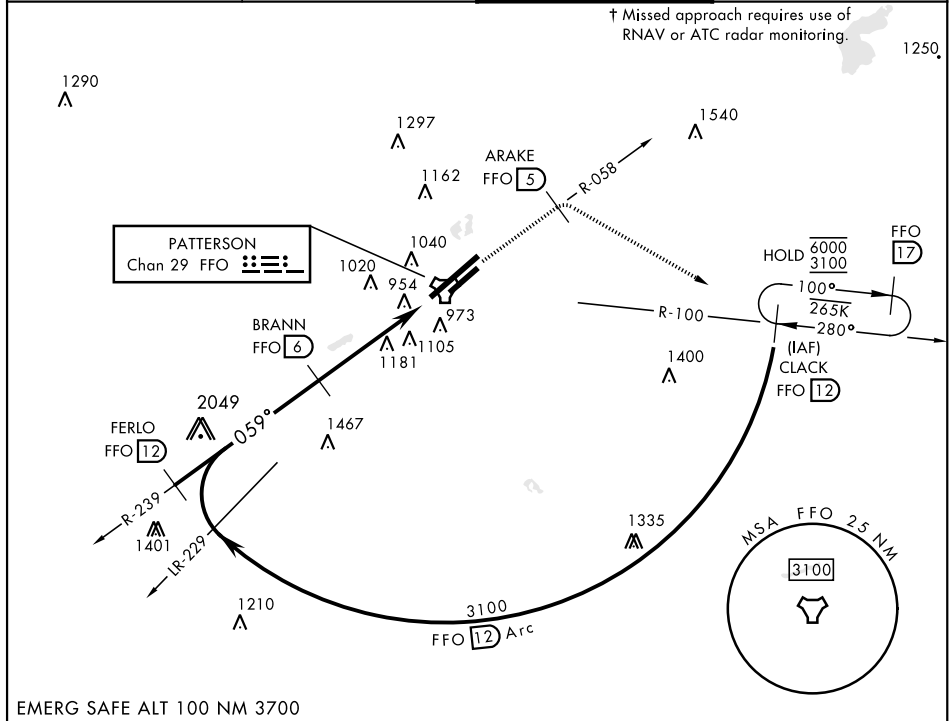 † Missed approach requires use of
RNAV or ATC radar monitoring.
1250
1290
1297
1540
ARAKE
FFO 5
R-058
1162
PATTERSON
Chan 29 FFO
1040
1020
954
973
HOLD 6000
3100
FFO
17
100°
265K
280°
R-100
(IAF)
CLACK
FFO 12
BRANN
FFO 6
1105
1181
1400
2049
059°
1467
FERLO
FFO 12
R-239
1401
LR-229
1335
1210
3100
FFO 12 Arc
MSA FFO 25 NM
3100
EMERG SAFE ALT 100 NM 3700